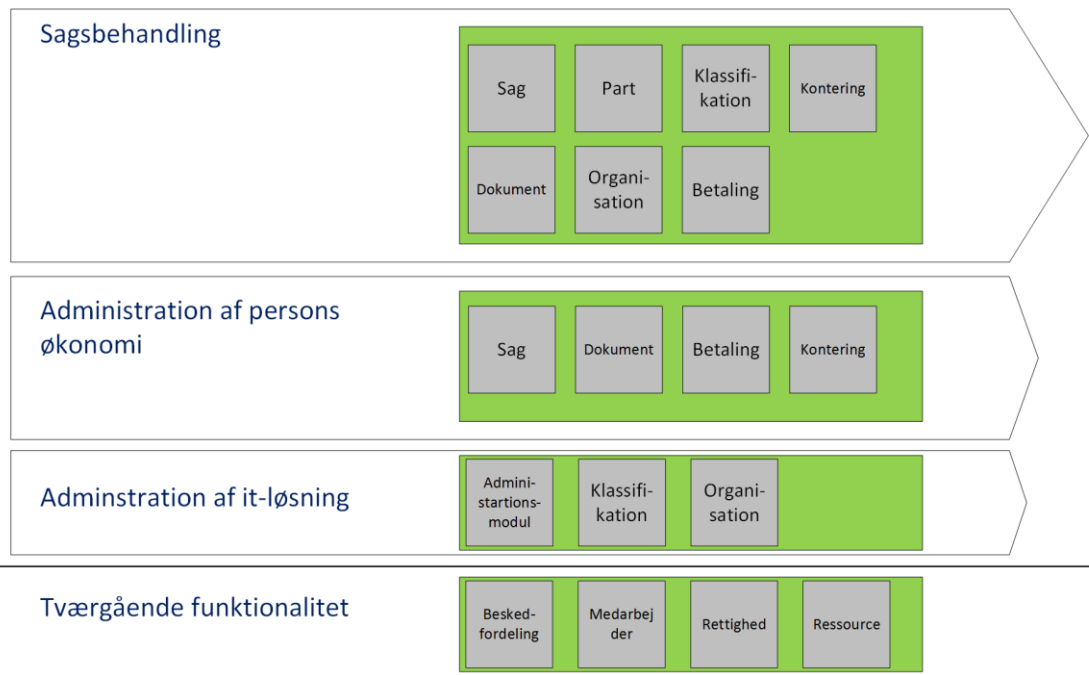 Sagsbehandling
Sag
Part
Klassifi-
kation
Kontering
Dokument
Organi-
sation
Betaling
Administration af persons
økonomi
Sag
Dokument
Betaling
Kontering
Adminstration af it-løsning
Admini-
startions-
modul
Klassifi-
kation
Organi-
sation
Tværgående funktionalitet
Besked-
fordeling
Medarbej
der
Rettighed
Ressource